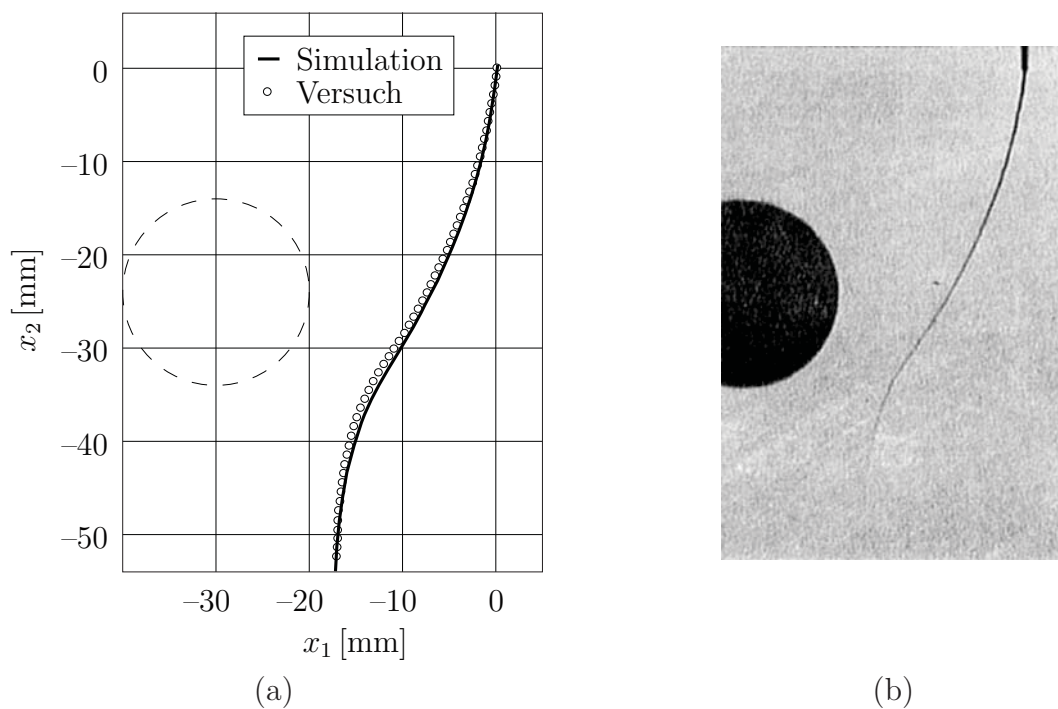 Simulation
Versuch
0
–10
–20
–30
–40
–50
x₂ [mm]
–30 –20 –10 0
x₁ [mm]
(a) (b)